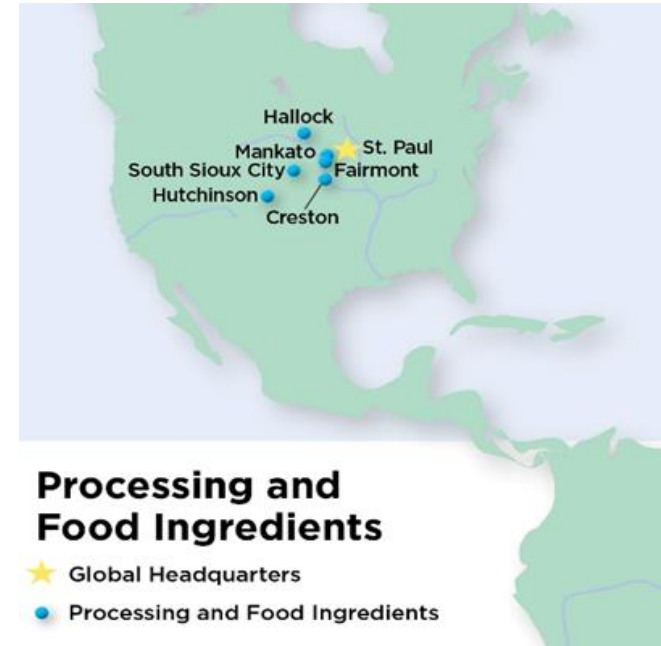 Hallock
Mankato
St. Paul
South Sioux City
Fairmont
Hutchinson
Creston
Processing and
Food Ingredients
Global Headquarters
Processing and Food Ingredients